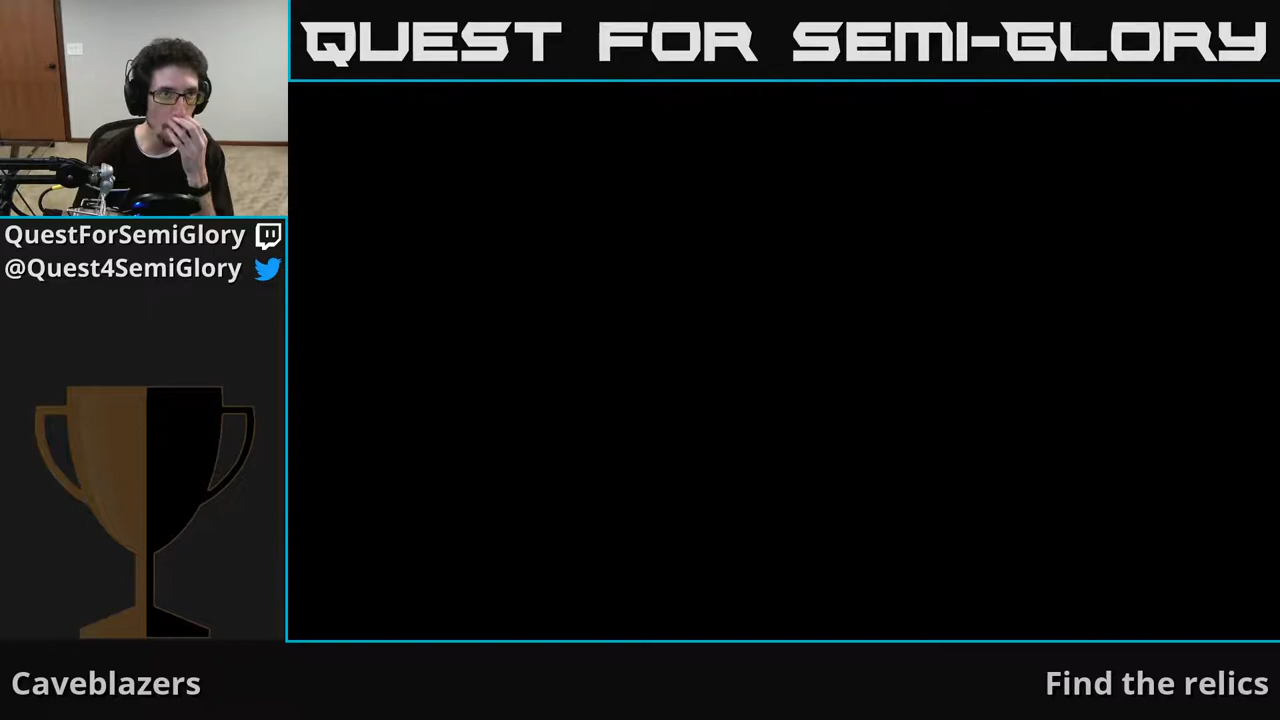 QUEST FOR SEMI-GLORY
QuestForSemiGlory
@Quest4SemiGlory
Caveblazers
Find the relics